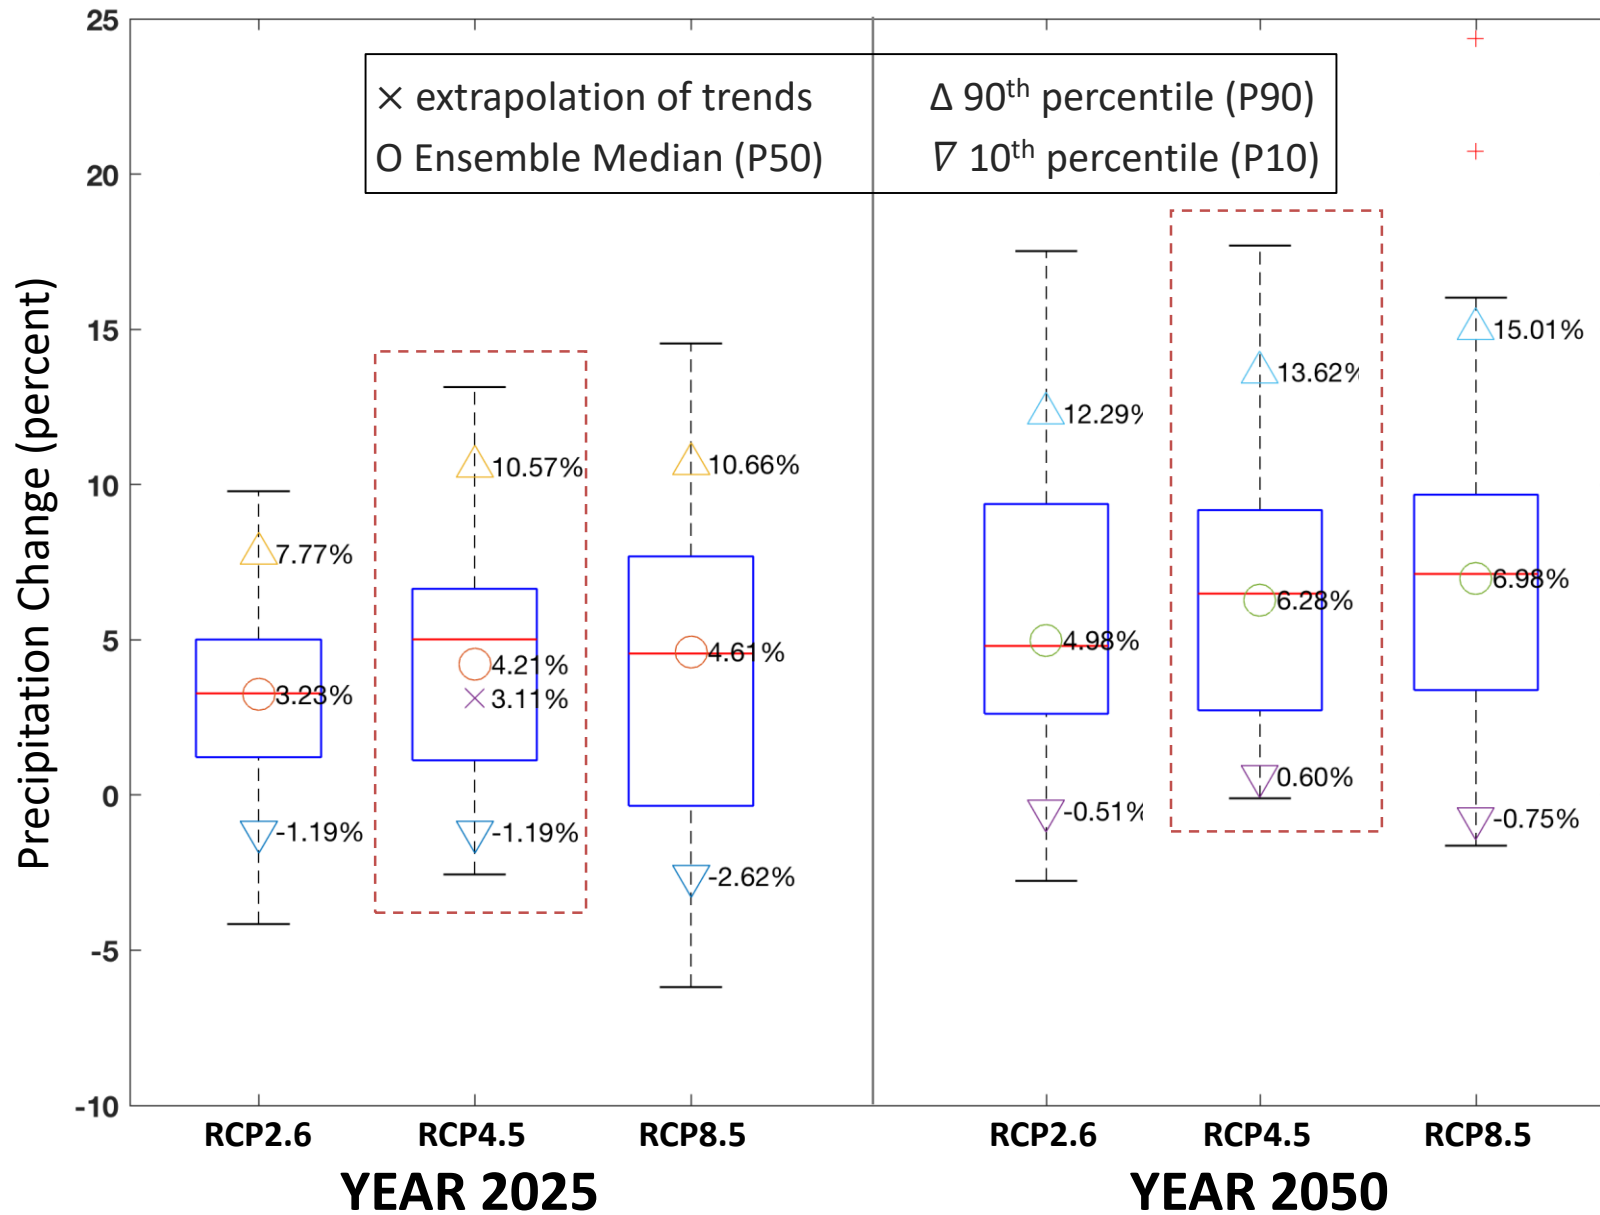 25
20
15
10
5
0
-5
-10
Precipitation Change (percent)
× extrapolation of trends
Δ 90th percentile (P90)
O Ensemble Median (P50)
∇ 10th percentile (P10)
7.77%
3.23%
-1.19%
10.57%
4.21%
3.11%
-1.19%
10.66%
4.61%
-2.62%
12.29%
4.98%
-0.51%
13.62%
6.28%
0.60%
15.01%
6.98%
-0.75%
RCP2.6
RCP4.5
RCP8.5
RCP2.6
RCP4.5
RCP8.5
YEAR 2025
YEAR 2050